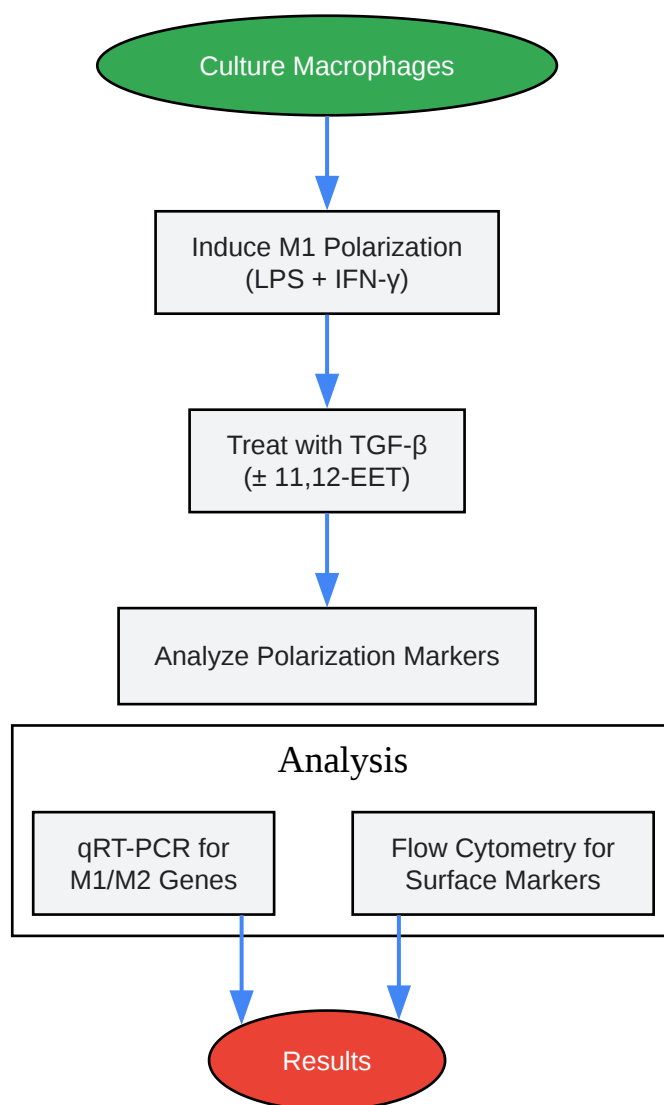 Culture Macrophages
Induce M1 Polarization
(LPS + IFN-γ)
Treat with TGF-β
(± 11,12-EET)
Analyze Polarization Markers
Analysis
qRT-PCR for
M1/M2 Genes
Flow Cytometry for
Surface Markers
Results